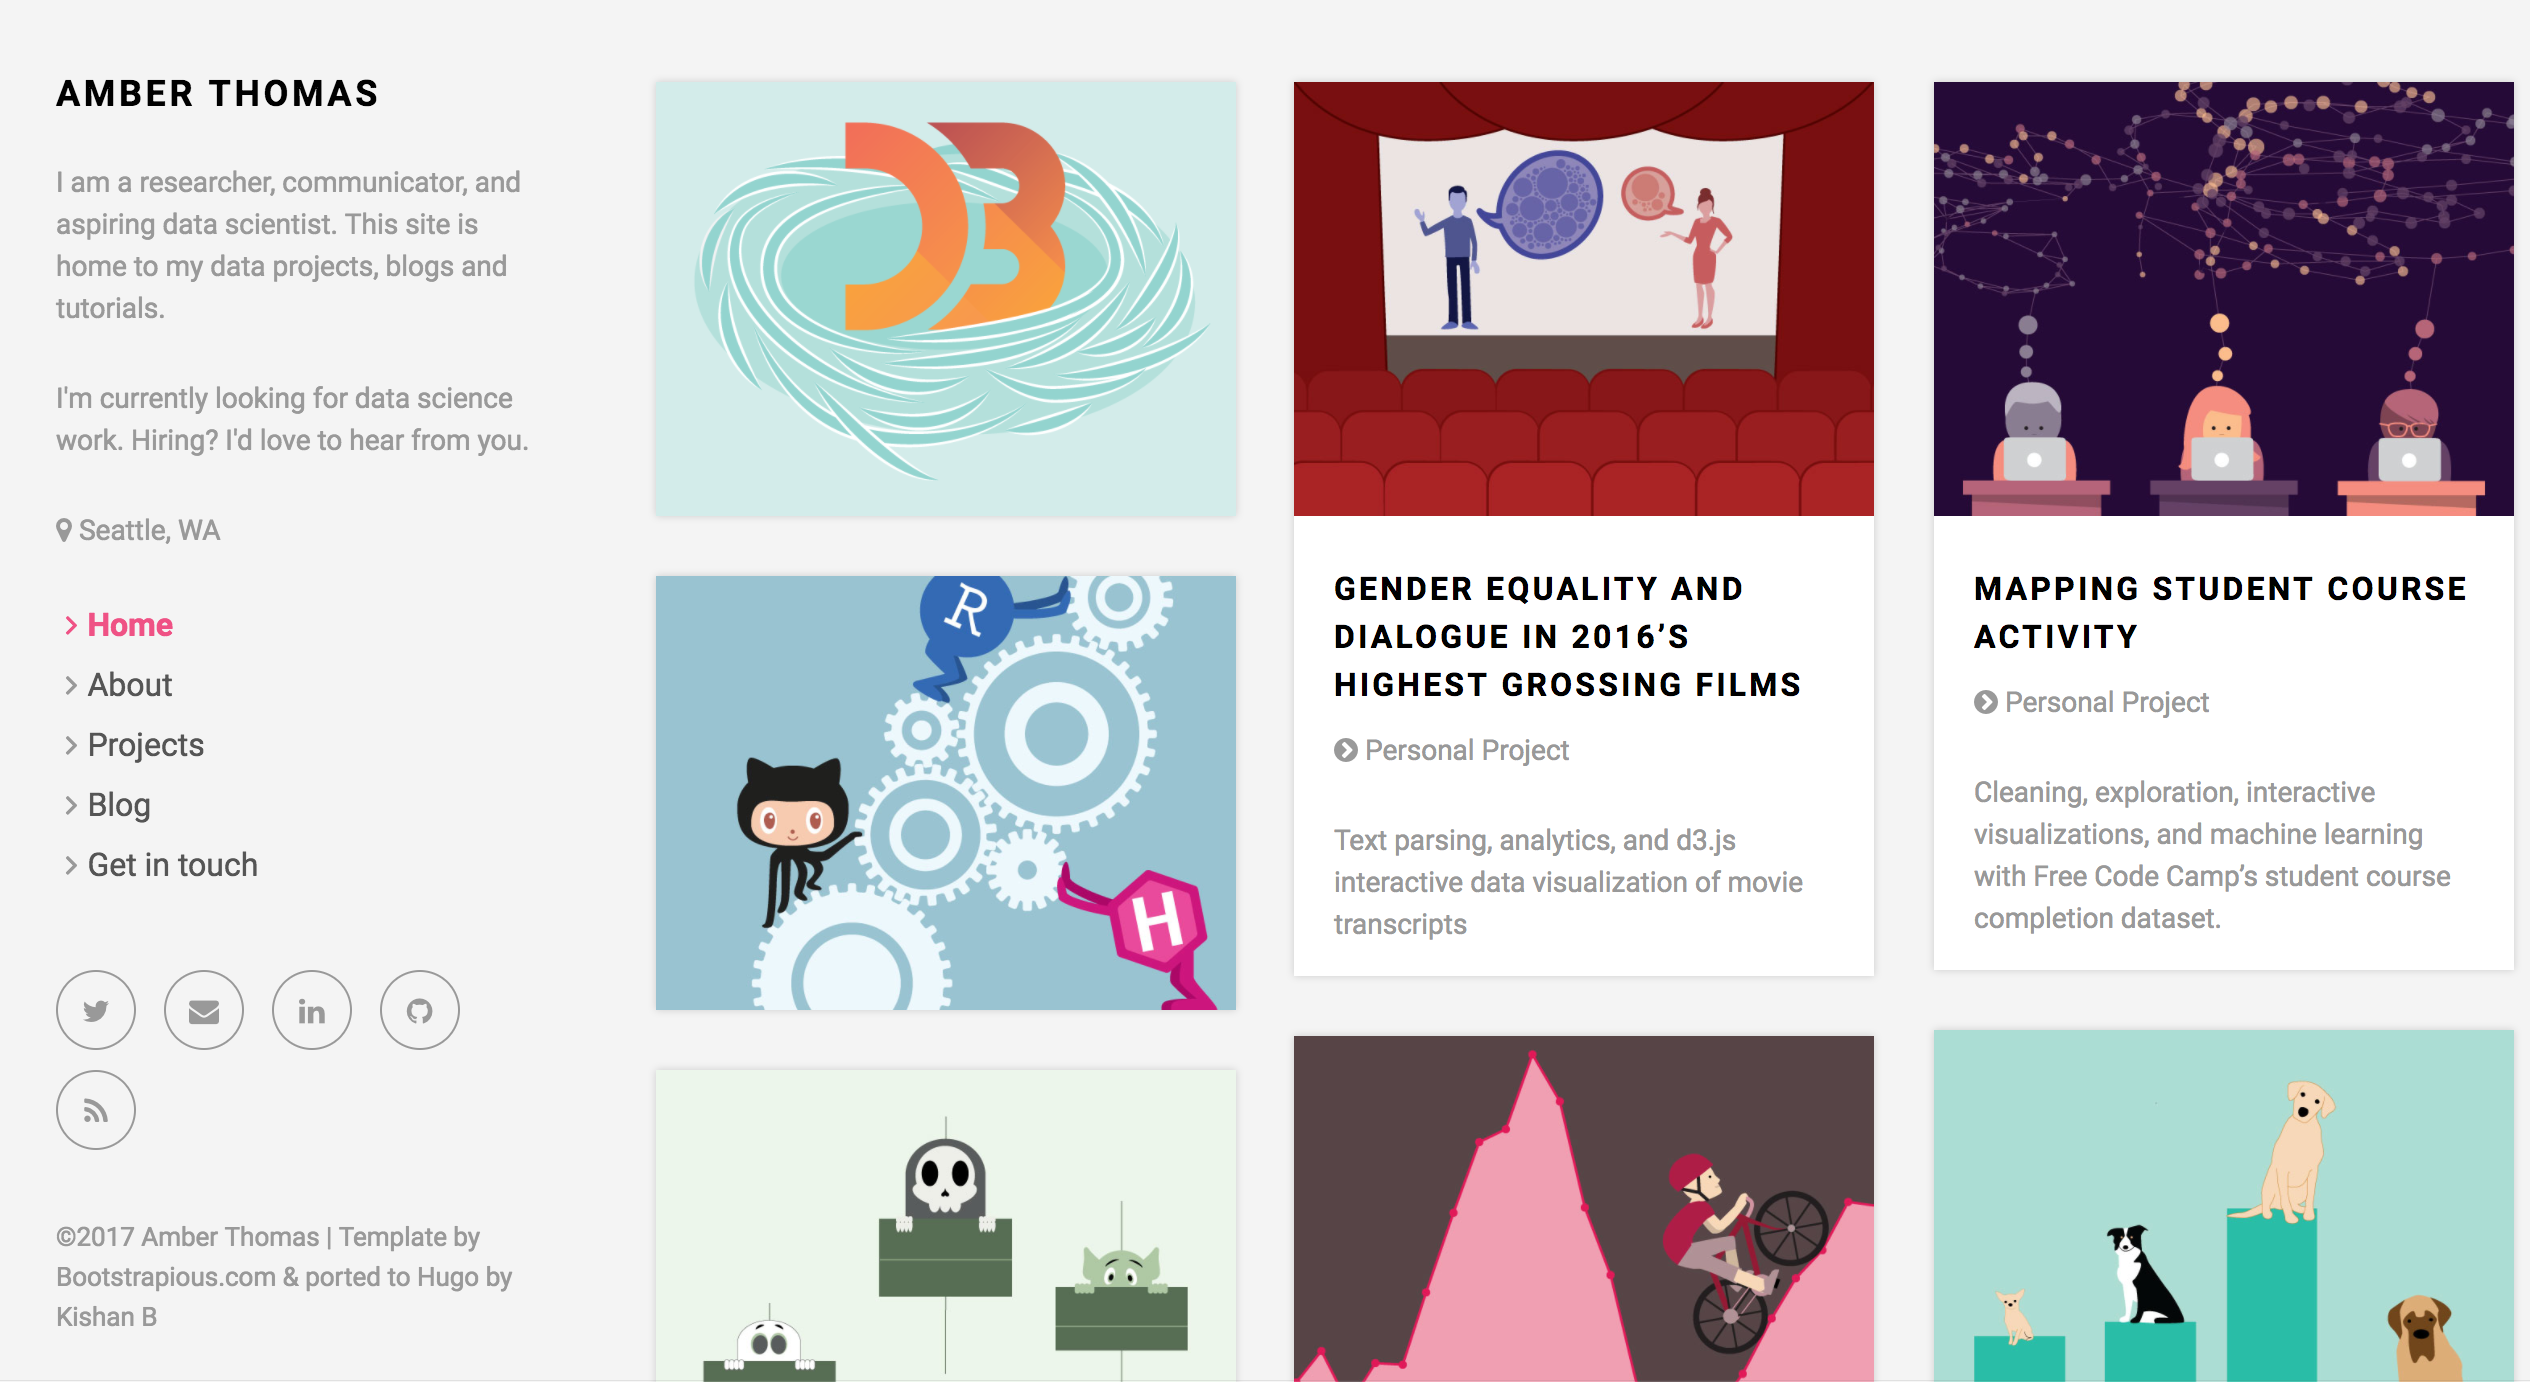 AMBER THOMAS
I am a researcher, communicator, and
aspiring data scientist. This site is
home to my data projects, blogs and
tutorials.
I'm currently looking for data science
work. Hiring? I'd love to hear from you.
Seattle, WA
Home
About
Projects
Blog
Get in touch
in
©2017 Amber Thomas | Template by
Bootstrapious.com & ported to Hugo by
Kishan B
D3
R
H
GENDER EQUALITY AND
DIALOGUE IN 2016’S
HIGHEST GROSSING FILMS
Personal Project
Text parsing, analytics, and d3.js
interactive data visualization of movie
transcripts
MAPPING STUDENT COURSE
ACTIVITY
Personal Project
Cleaning, exploration, interactive
visualizations, and machine learning
with Free Code Camp’s student course
completion dataset.